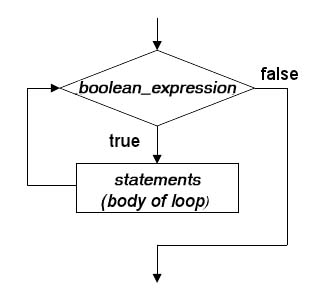 boolean_expression
false
true
statements
(body of loop)